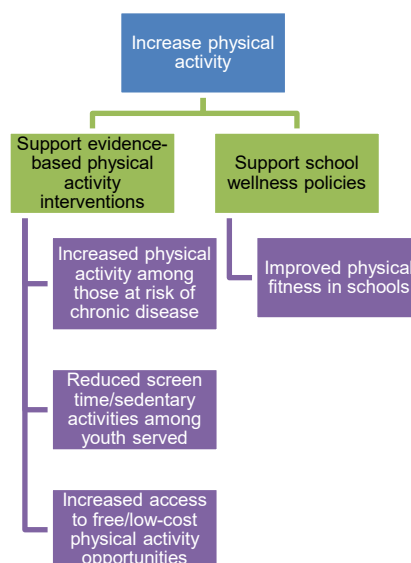 Increase physical
activity
Support evidence-
based physical
activity
interventions
Support school
wellness policies
Increased physical
activity among
those at risk of
chronic disease
Improved physical
fitness in schools
Reduced screen
time/sedentary
activities among
youth served
Increased access
to free/low-cost
physical activity
opportunities